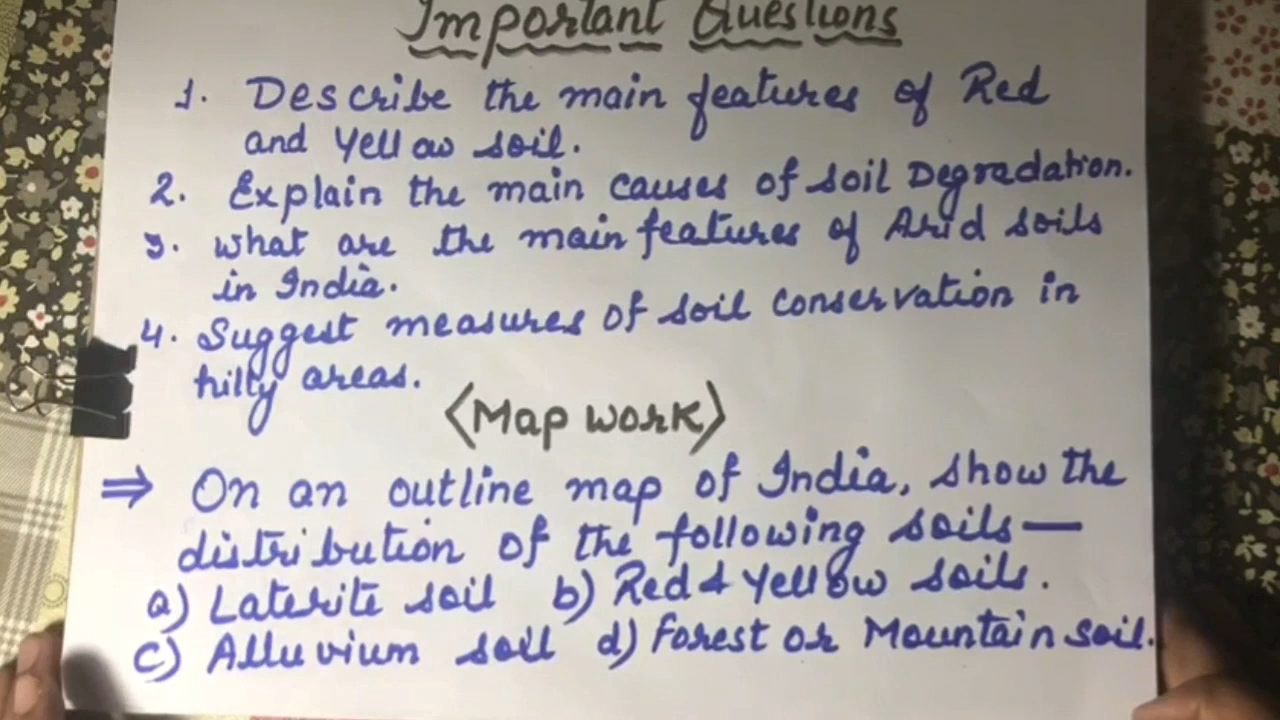 Important Questions
1. Describe the main features of Red
and Yellow soil.
2. Explain the main causes of soil Degradation.
3. What are the main features of Arid soils
in India.
4. Suggest measures of soil conservation in
hilly areas.
<Map work>
⇒ On an outline map of India, show the
distribution of the following soils—
a) Laterite soil b) Red & Yellow soils.
c) Alluvium soil d) Forest or Mountain soil.